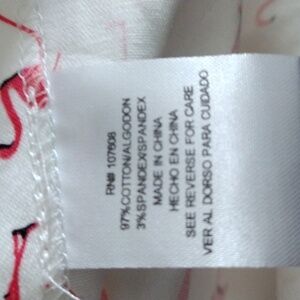 RN# 107608
97%COTTON/ALGODON
3%SPANDEX/SPANDEX
MADE IN CHINA
HECHO EN CHINA
SEE REVERSE FOR CARE
VER AL DORSO PARA CUIDADO